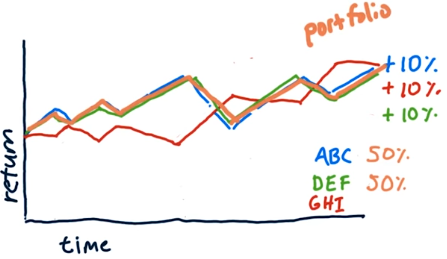 portfolio
+10%
+10%
+10%
ABC 50%
DEF 50%
GHI
return
time